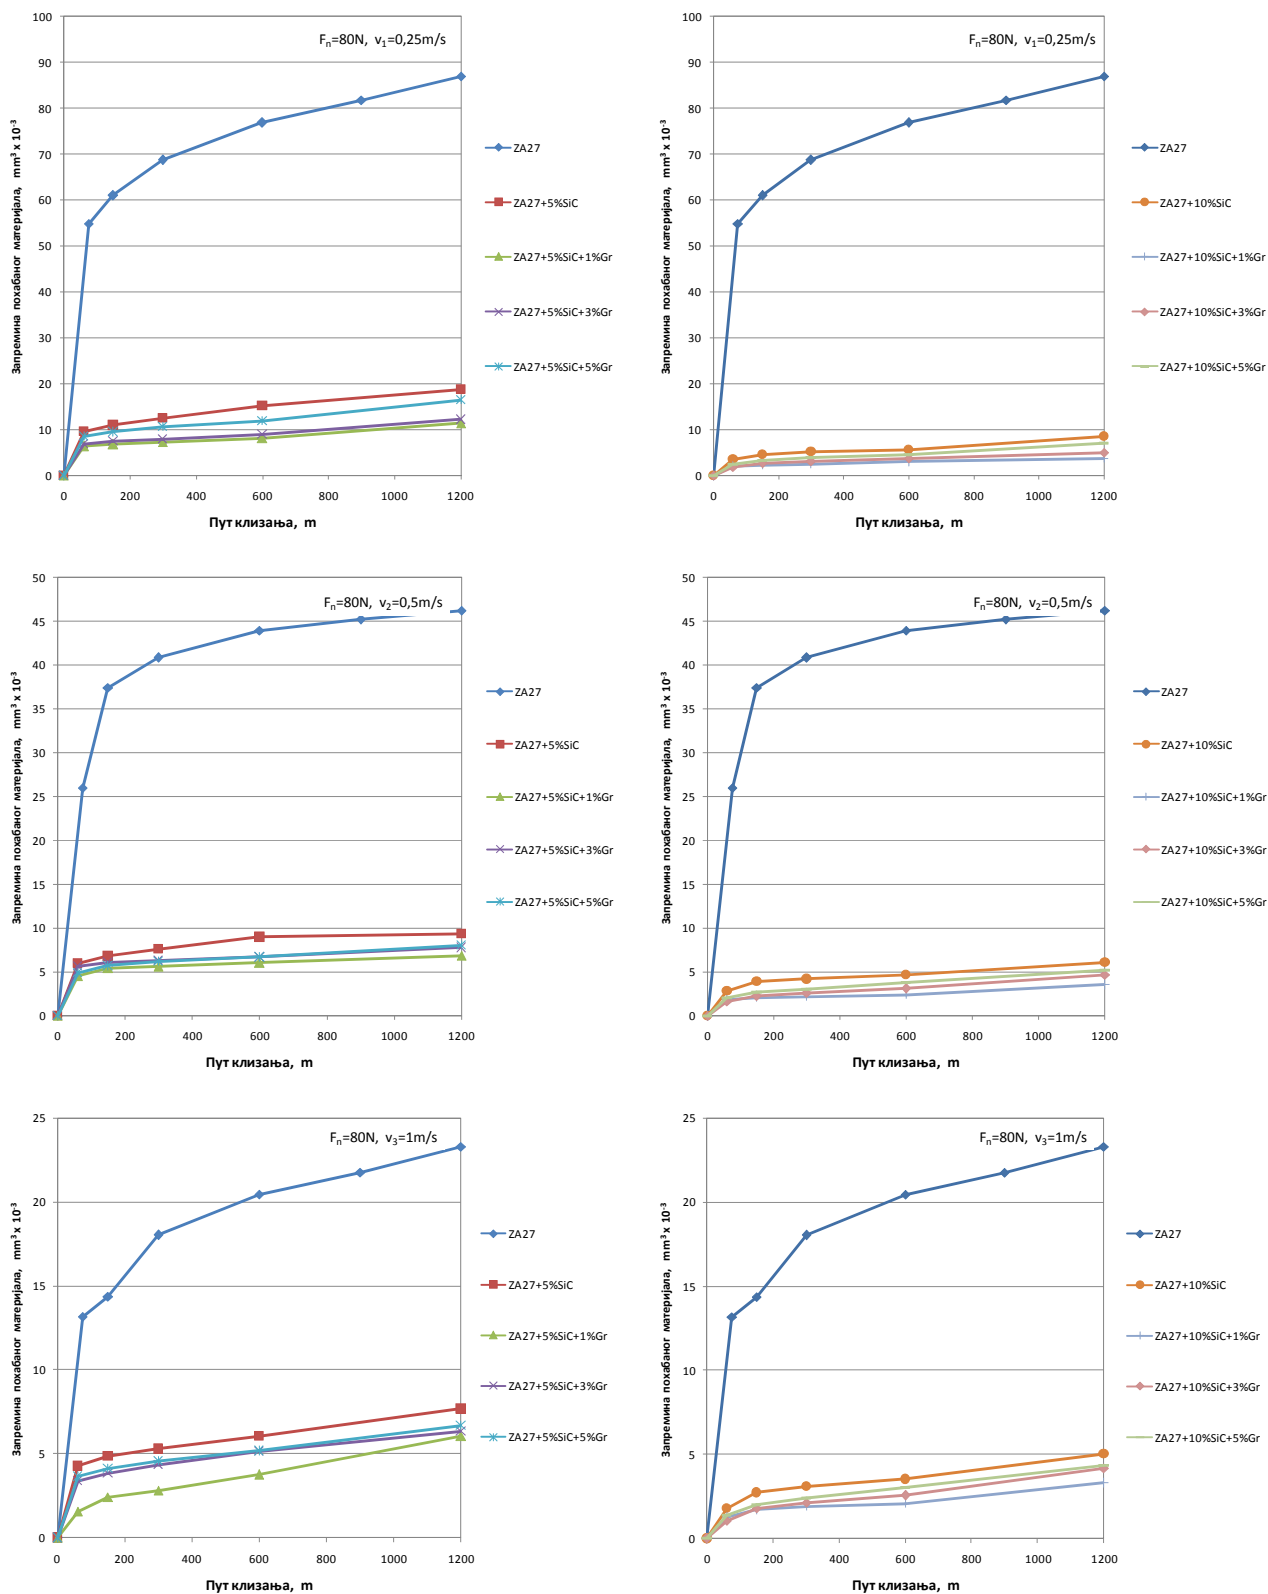 Fn=80N, v1=0,25m/s
Запремина похабаног материјала, mm³ x 10⁻³
100
90
80
70
60
50
40
30
20
10
0
0 200 400 600 800 1000 1200
Пут клизања, m
ZA27
ZA27+5%SiC
ZA27+5%SiC+1%Gr
ZA27+5%SiC+3%Gr
ZA27+5%SiC+5%Gr
Fn=80N, v1=0,25m/s
Запремина похабаног материјала, mm³ x 10⁻³
100
90
80
70
60
50
40
30
20
10
0
0 200 400 600 800 1000 1200
Пут клизања, m
ZA27
ZA27+10%SiC
ZA27+10%SiC+1%Gr
ZA27+10%SiC+3%Gr
ZA27+10%SiC+5%Gr
Fn=80N, v2=0,5m/s
Запремина похабаног материјала, mm³ x 10⁻³
50
45
40
35
30
25
20
15
10
5
0
0 200 400 600 800 1000 1200
Пут клизања, m
ZA27
ZA27+5%SiC
ZA27+5%SiC+1%Gr
ZA27+5%SiC+3%Gr
ZA27+5%SiC+5%Gr
Fn=80N, v2=0,5m/s
Запремина похабаног материјала, mm³ x 10⁻³
50
45
40
35
30
25
20
15
10
5
0
0 200 400 600 800 1000 1200
Пут клизања, m
ZA27
ZA27+10%SiC
ZA27+10%SiC+1%Gr
ZA27+10%SiC+3%Gr
ZA27+10%SiC+5%Gr
Fn=80N, v3=1m/s
Запремина похабаног материјала, mm³ x 10⁻³
25
20
15
10
5
0
0 200 400 600 800 1000 1200
Пут клизања, m
ZA27
ZA27+5%SiC
ZA27+5%SiC+1%Gr
ZA27+5%SiC+3%Gr
ZA27+5%SiC+5%Gr
Fn=80N, v3=1m/s
Запремина похабаног материјала, mm³ x 10⁻³
25
20
15
10
5
0
0 200 400 600 800 1000 1200
Пут клизања, m
ZA27
ZA27+10%SiC
ZA27+10%SiC+1%Gr
ZA27+10%SiC+3%Gr
ZA27+10%SiC+5%Gr